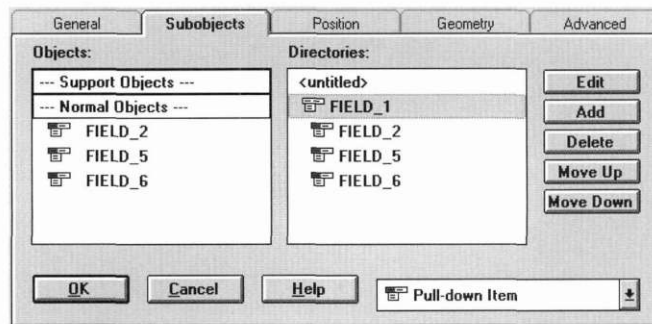 General Subobjects Position Geometry Advanced
Objects:
--- Support Objects ---
--- Normal Objects ---
FIELD_2
FIELD_5
FIELD_6
Directories:
<untitled>
FIELD_1
FIELD_2
FIELD_5
FIELD_6
Edit
Add
Delete
Move Up
Move Down
OK Cancel Help Pull-down Item